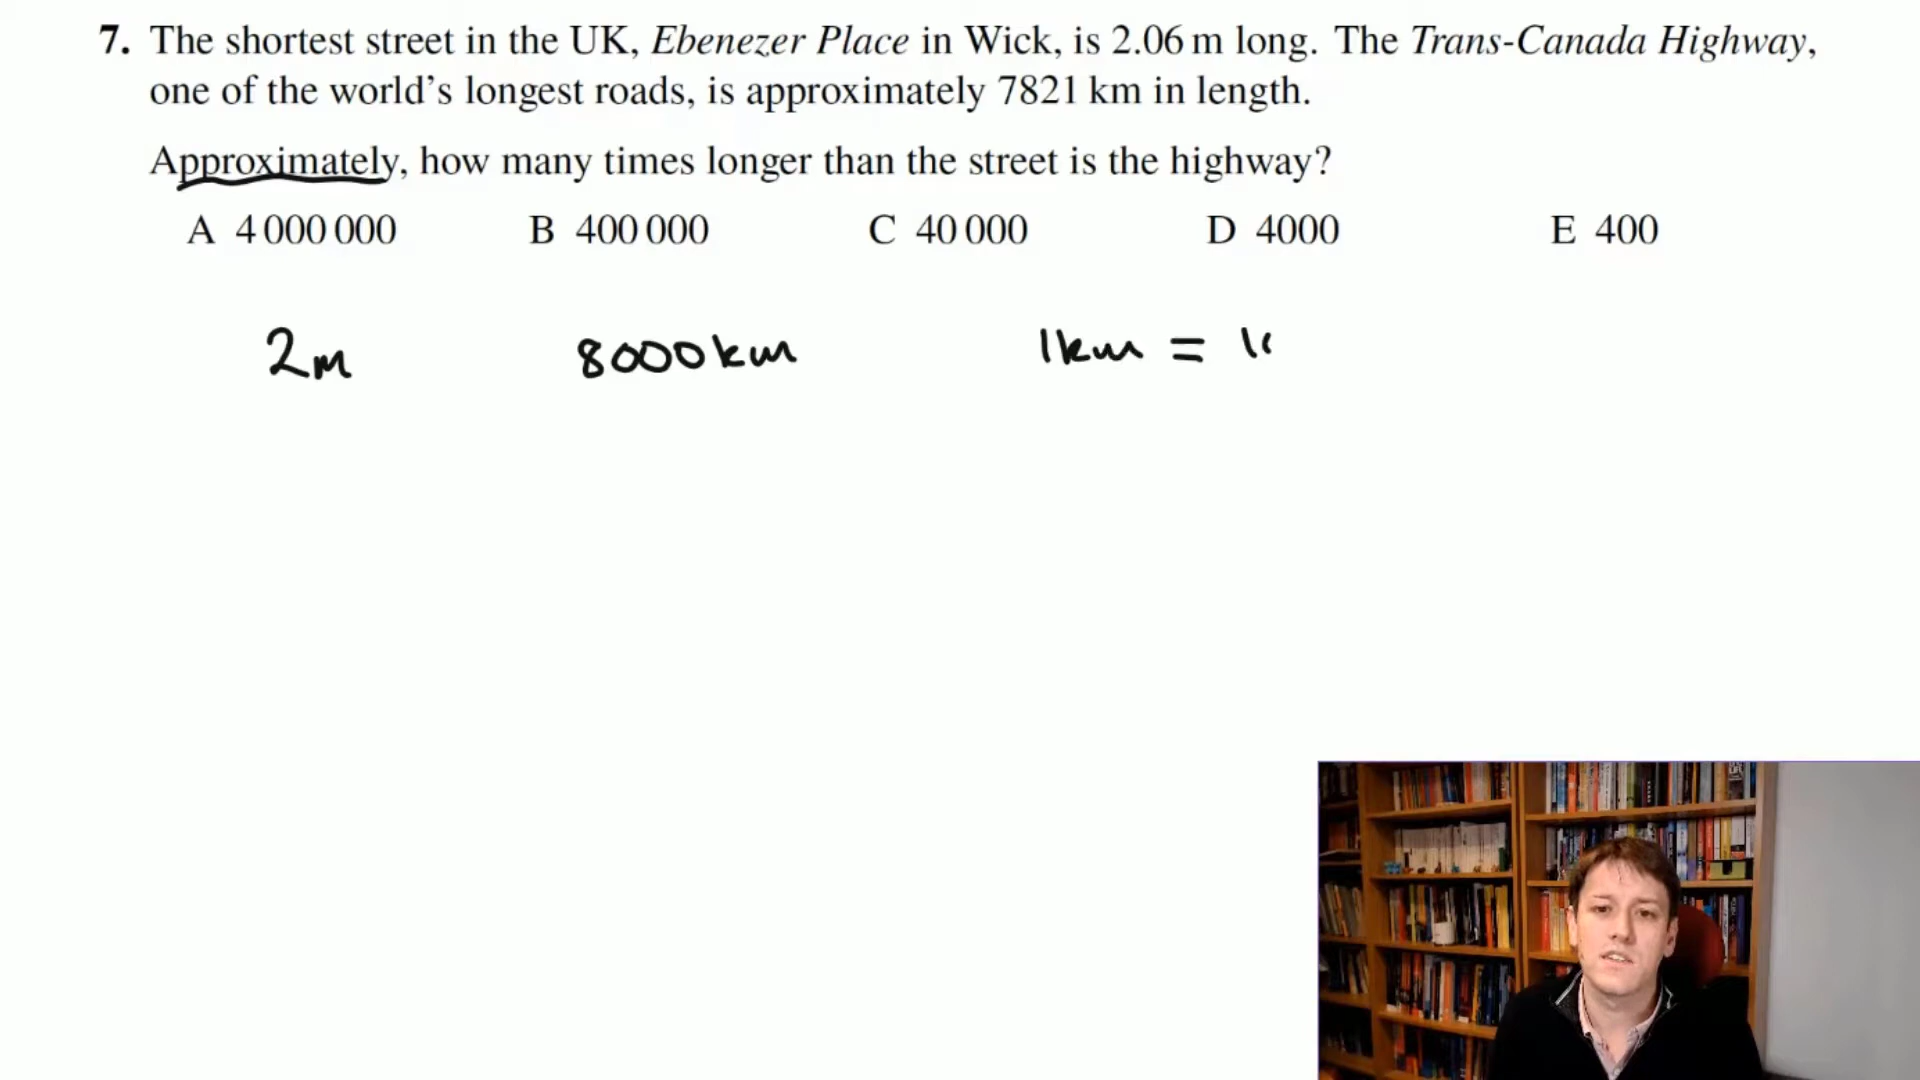 7. The shortest street in the UK, Ebenezer Place in Wick, is 2.06 m long. The Trans-Canada Highway,
one of the world's longest roads, is approximately 7821 km in length.
Approximately, how many times longer than the street is the highway?
A 4 000 000 B 400 000 C 40 000 D 4000 E 400
2m 8000km 1km = 10